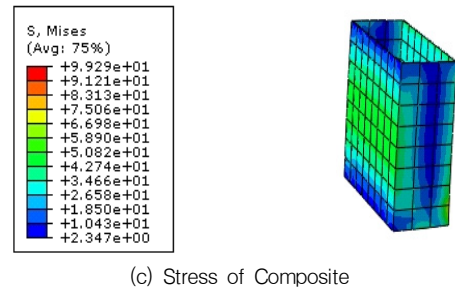 S, Mises
(Avg: 75%)
+9.929e+01
+9.121e+01
+8.313e+01
+7.506e+01
+6.698e+01
+5.890e+01
+5.082e+01
+4.274e+01
+3.466e+01
+2.658e+01
+1.850e+01
+1.043e+01
+2.347e+00
(c) Stress of Composite